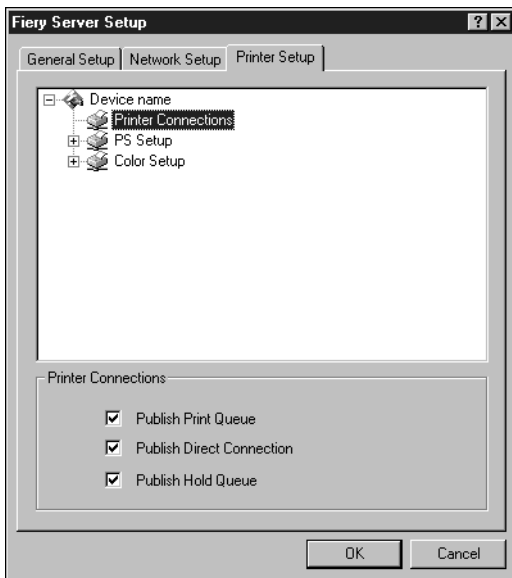 Fiery Server Setup
General Setup Network Setup Printer Setup
Device name
Printer Connections
PS Setup
Color Setup
Printer Connections
Publish Print Queue
Publish Direct Connection
Publish Hold Queue
OK Cancel